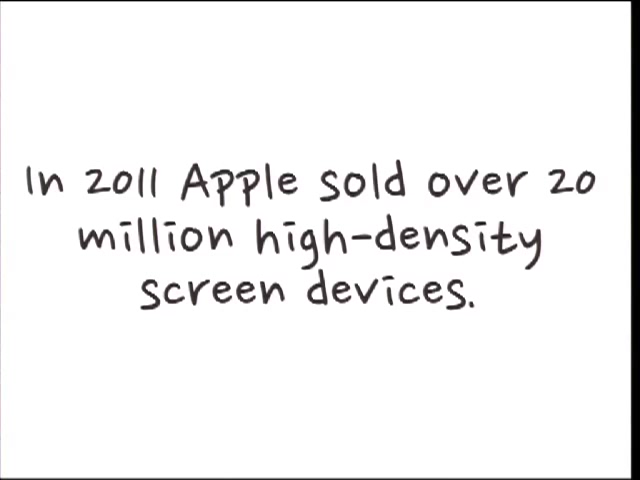 In 2011 Apple sold over 20
million high-density
screen devices.